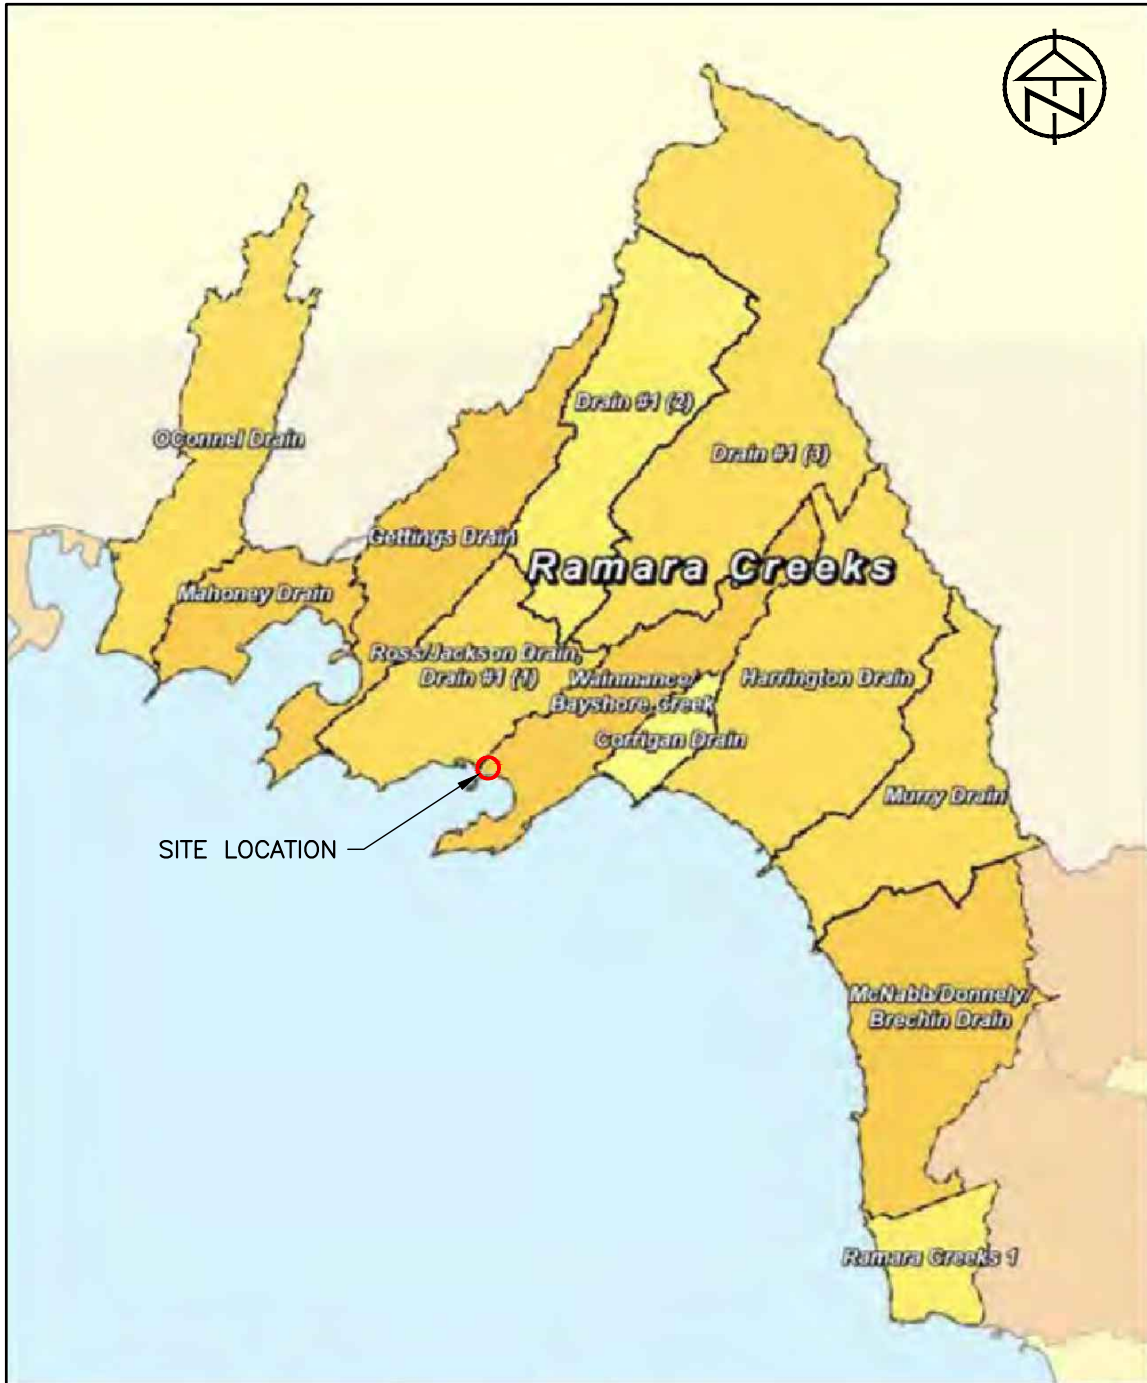 N
Drain #1 (2)
OConnel Drain
Drain #1 (3)
Gettings Drain
Ramara Creeks
Mahoney Drain
Ross/Jackson Drain,
Drain #1 (1)
Wainmance/
Bayshore Creek
Harrington Drain
Corrigan Drain
Murry Drain
SITE LOCATION
McNabb/Donnely/
Brechin Drain
Ramara Creeks 1